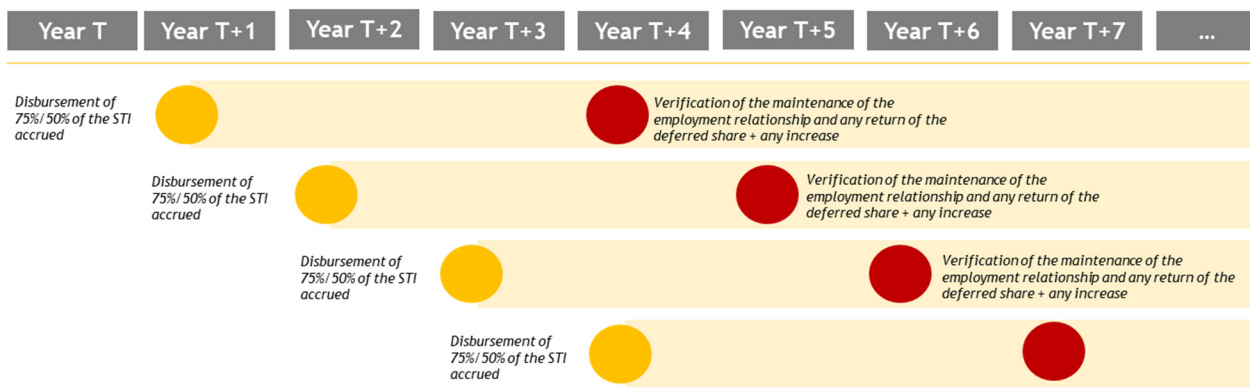 Year T
Year T+1
Year T+2
Year T+3
Year T+4
Year T+5
Year T+6
Year T+7
...
Disbursement of
75%/50% of the STI
accrued
Verification of the maintenance of the
employment relationship and any return of the
deferred share + any increase
Disbursement of
75%/50% of the STI
accrued
Verification of the maintenance of the
employment relationship and any return of the
deferred share + any increase
Disbursement of
75%/50% of the STI
accrued
Verification of the maintenance of the
employment relationship and any return of the
deferred share + any increase
Disbursement of
75%/50% of the STI
accrued